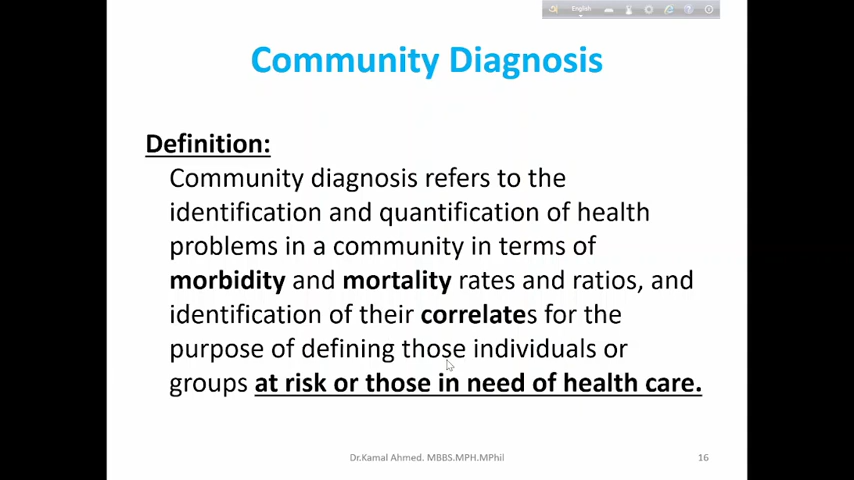 English
Community Diagnosis
Definition:
Community diagnosis refers to the
identification and quantification of health
problems in a community in terms of
morbidity and mortality rates and ratios, and
identification of their correlates for the
purpose of defining those individuals or
groups at risk or those in need of health care.
Dr.Kamal Ahmed. MBBS.MPH.MPhil
16